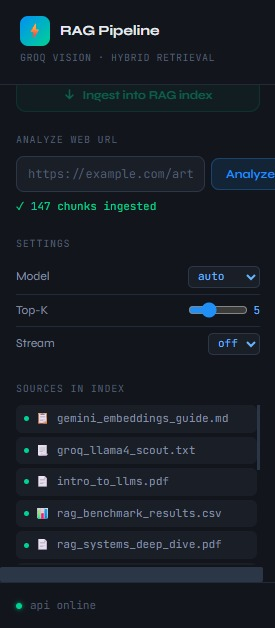 RAG Pipeline
GROQ VISION · HYBRID RETRIEVAL
↓ Ingest into RAG index
ANALYZE WEB URL
https://example.com/art
Analyze
✓ 147 chunks ingested
SETTINGS
Model auto
Top-K 5
Stream off
SOURCES IN INDEX
gemini_embeddings_guide.md
groq_llama4_scout.txt
intro_to_llms.pdf
rag_benchmark_results.csv
rag_systems_deep_dive.pdf
api online